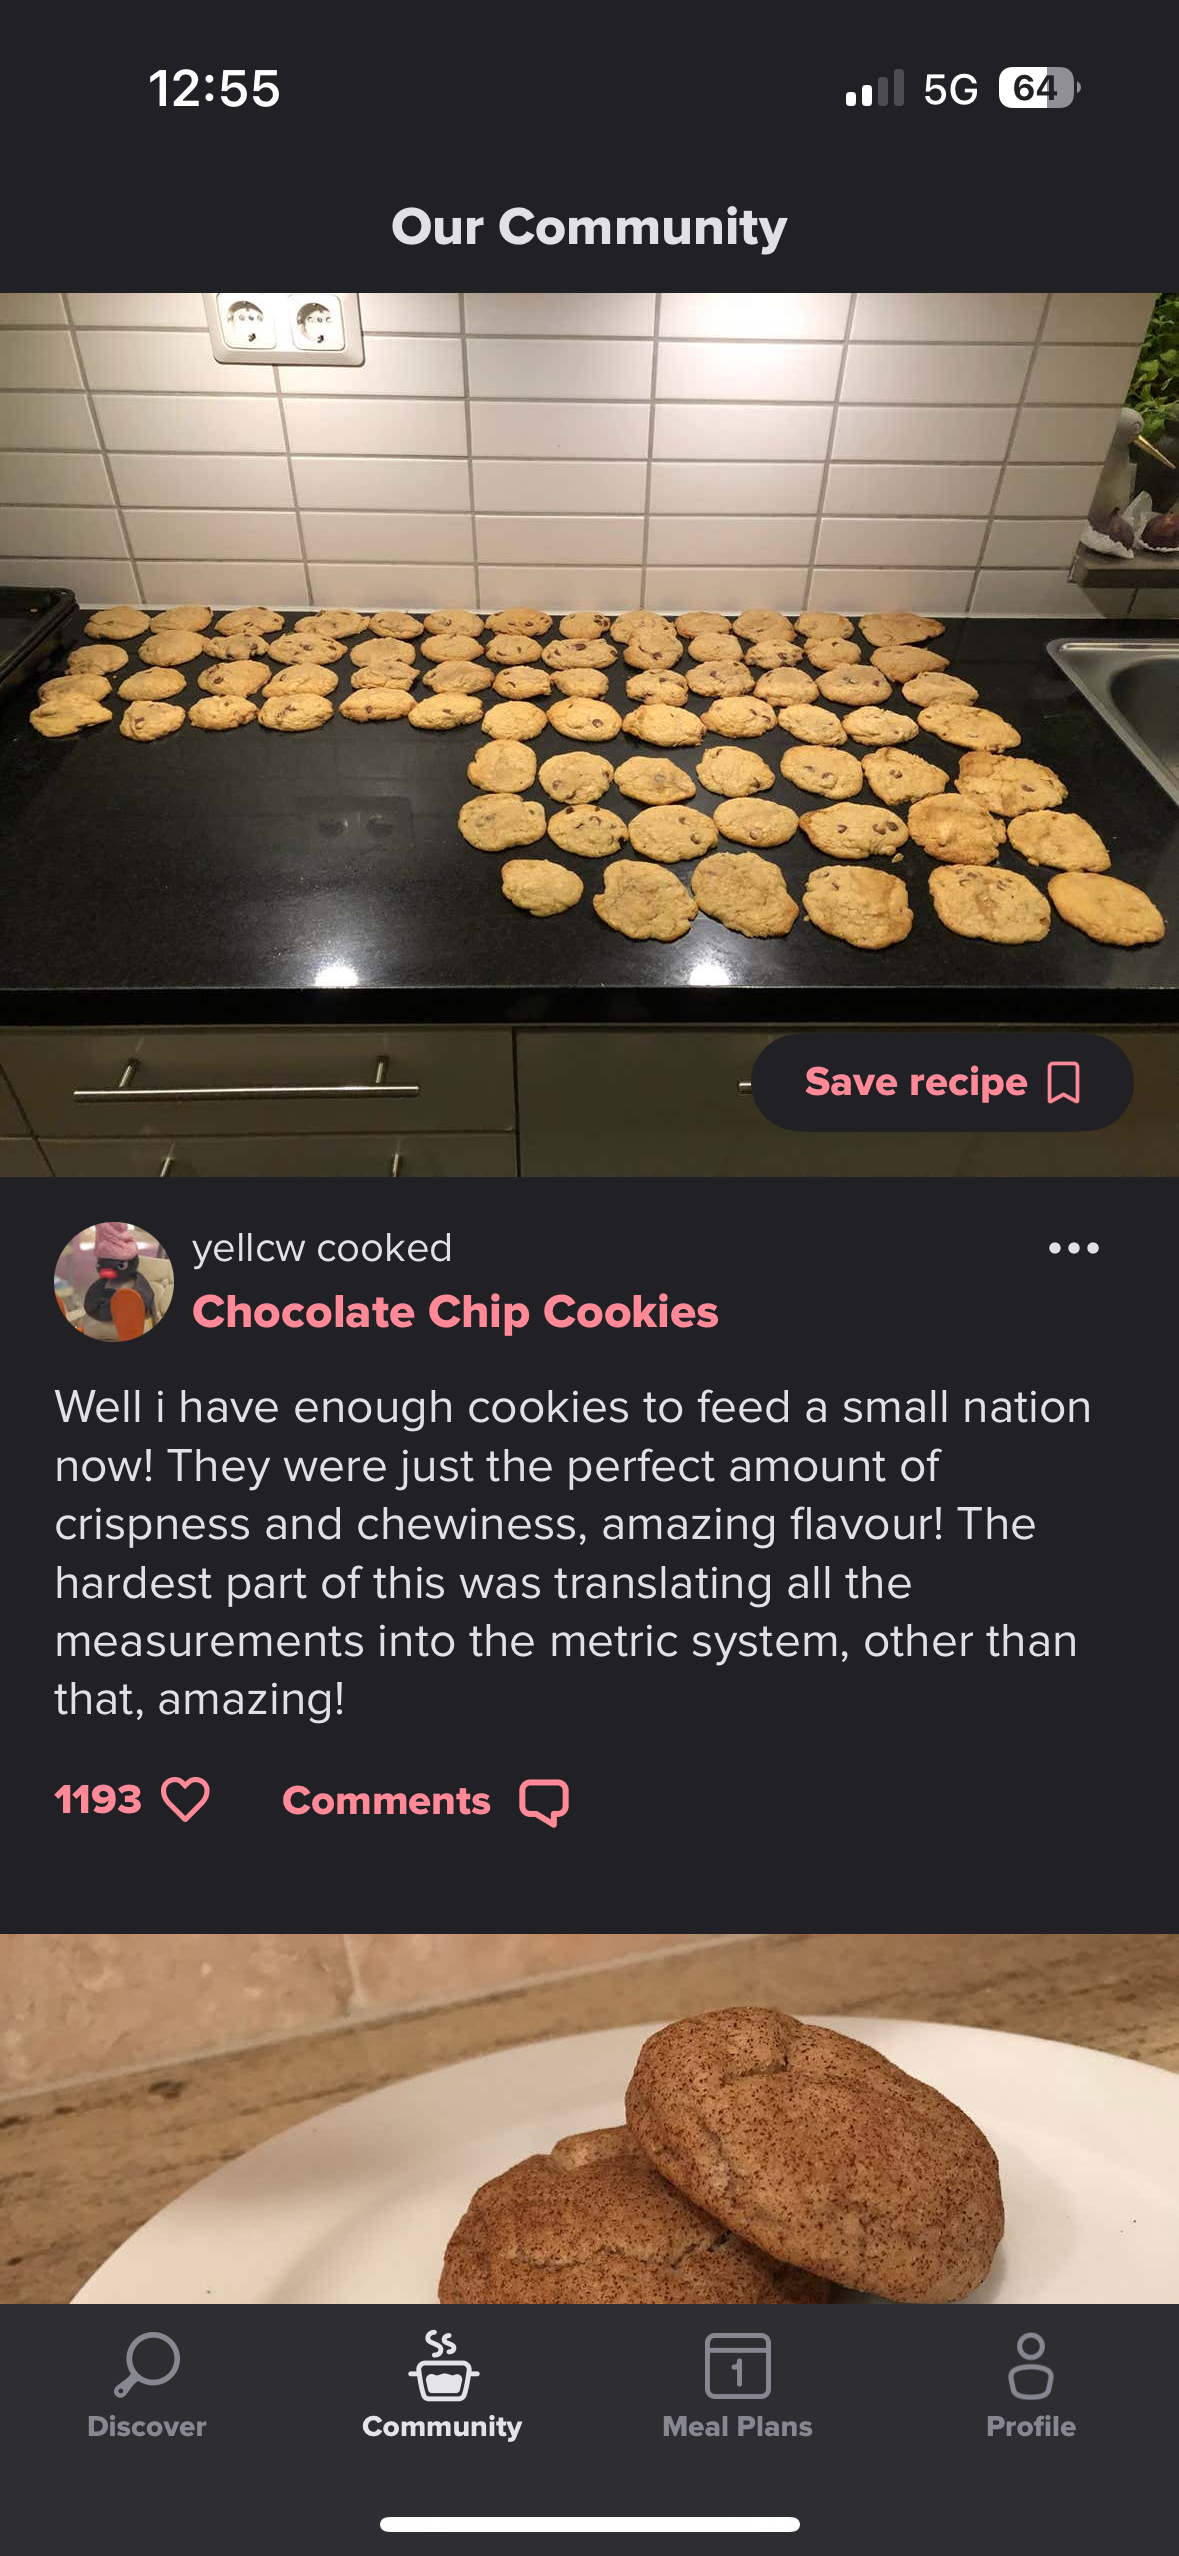 12:55
5G 64
Our Community
Save recipe
yellcw cooked
Chocolate Chip Cookies
Well i have enough cookies to feed a small nation
now! They were just the perfect amount of
crispness and chewiness, amazing flavour! The
hardest part of this was translating all the
measurements into the metric system, other than
that, amazing!
1193 Comments
1
Discover Community Meal Plans Profile